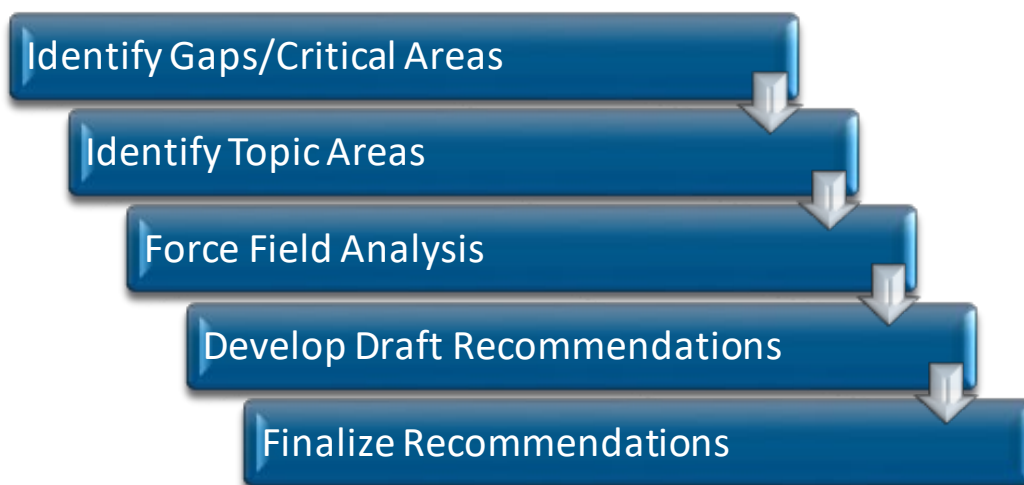 Identify Gaps/Critical Areas
Identify Topic Areas
Force Field Analysis
Develop Draft Recommendations
Finalize Recommendations